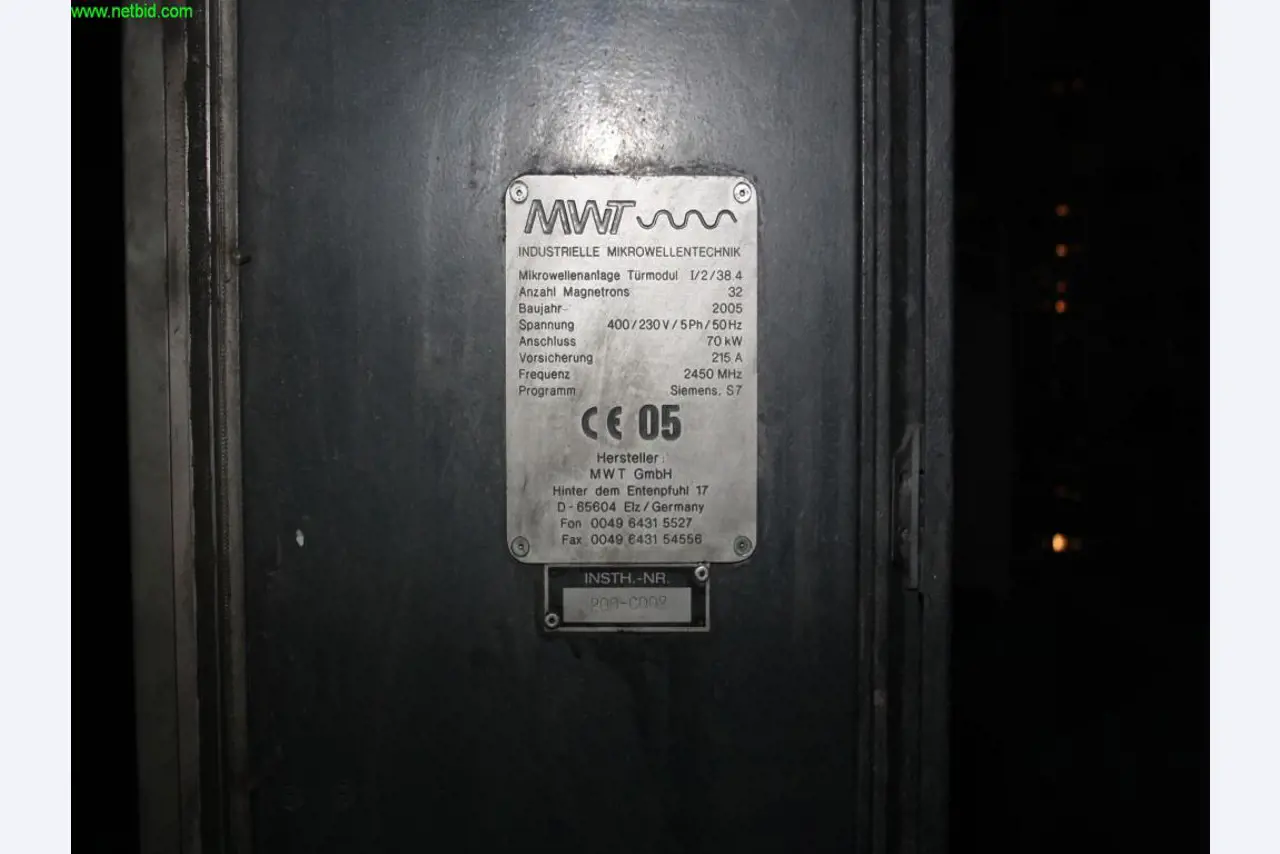 www.netbid.com
MWT
INDUSTRIELLE MIKROWELLENTECHNIK
Mikrowellenanlage Türmodul I/2/38.4
Anzahl Magnetrons 32
Baujahr 2005
Spannung 400/230V/5Ph/50Hz
Anschluss 70 kW
Vorsicherung 215 A
Frequenz 2450 MHz
Programm Siemens, S7
CE 05
Hersteller:
MWT GmbH
Hinter dem Entenpfuhl 17
D-65604 Elz/Germany
Fon 0049 6431 5527
Fax 0049 6431 54556
INSTH.-NR.